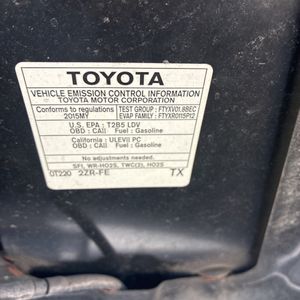 TOYOTA
VEHICLE EMISSION CONTROL INFORMATION
TOYOTA MOTOR CORPORATION
Conforms to regulations
2015MY
TEST GROUP : FTYXV01.8BEC
EVAP FAMILY : FTYXR0115P12
U.S. EPA : T2B5 LDV
OBD : CAII Fuel : Gasoline
California : ULEVII PC
OBD : CAII Fuel : Gasoline
No adjustments needed.
SFI, WR-HO2S, TWC(2), HO2S
0T220 2ZR-FE TX